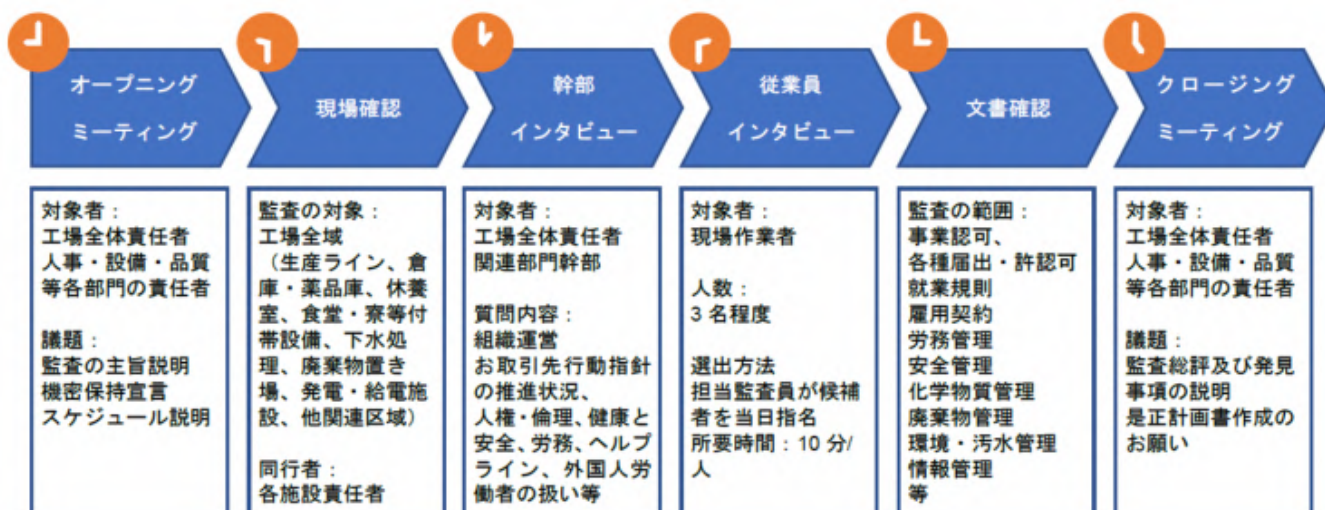 オープニング
ミーティング
現場確認
幹部
インタビュー
従業員
インタビュー
文書確認
クロージング
ミーティング
対象者：
工場全体責任者
人事・設備・品質
等各部門の責任者
議題：
監査の主旨説明
機密保持宣言
スケジュール説明
監査の対象：
工場全域
（生産ライン、倉
庫・薬品庫、休養
室、食堂・寮等付
帯設備、下水処
理、廃棄物置き
場、発電・給電施
設、他関連区域）
同行者：
各施設責任者
対象者：
工場全体責任者
関連部門幹部
質問内容：
組織運営
お取引先行動指針
の推進状況、
人権・倫理、健康と
安全、労務、ヘルプ
ライン、外国人労
働者の扱い等
対象者：
現場作業者
人数：
3 名程度
選出方法
担当監査員が候補
者を当日指名
所要時間：10 分/
人
監査の範囲：
事業認可、
各種届出・許認可
就業規則
雇用契約
労務管理
安全管理
化学物質管理
廃棄物管理
環境・汚水管理
情報管理
等
対象者：
工場全体責任者
人事・設備・品質
等各部門の責任者
議題：
監査総評及び発見
事項の説明
是正計画書作成の
お願い